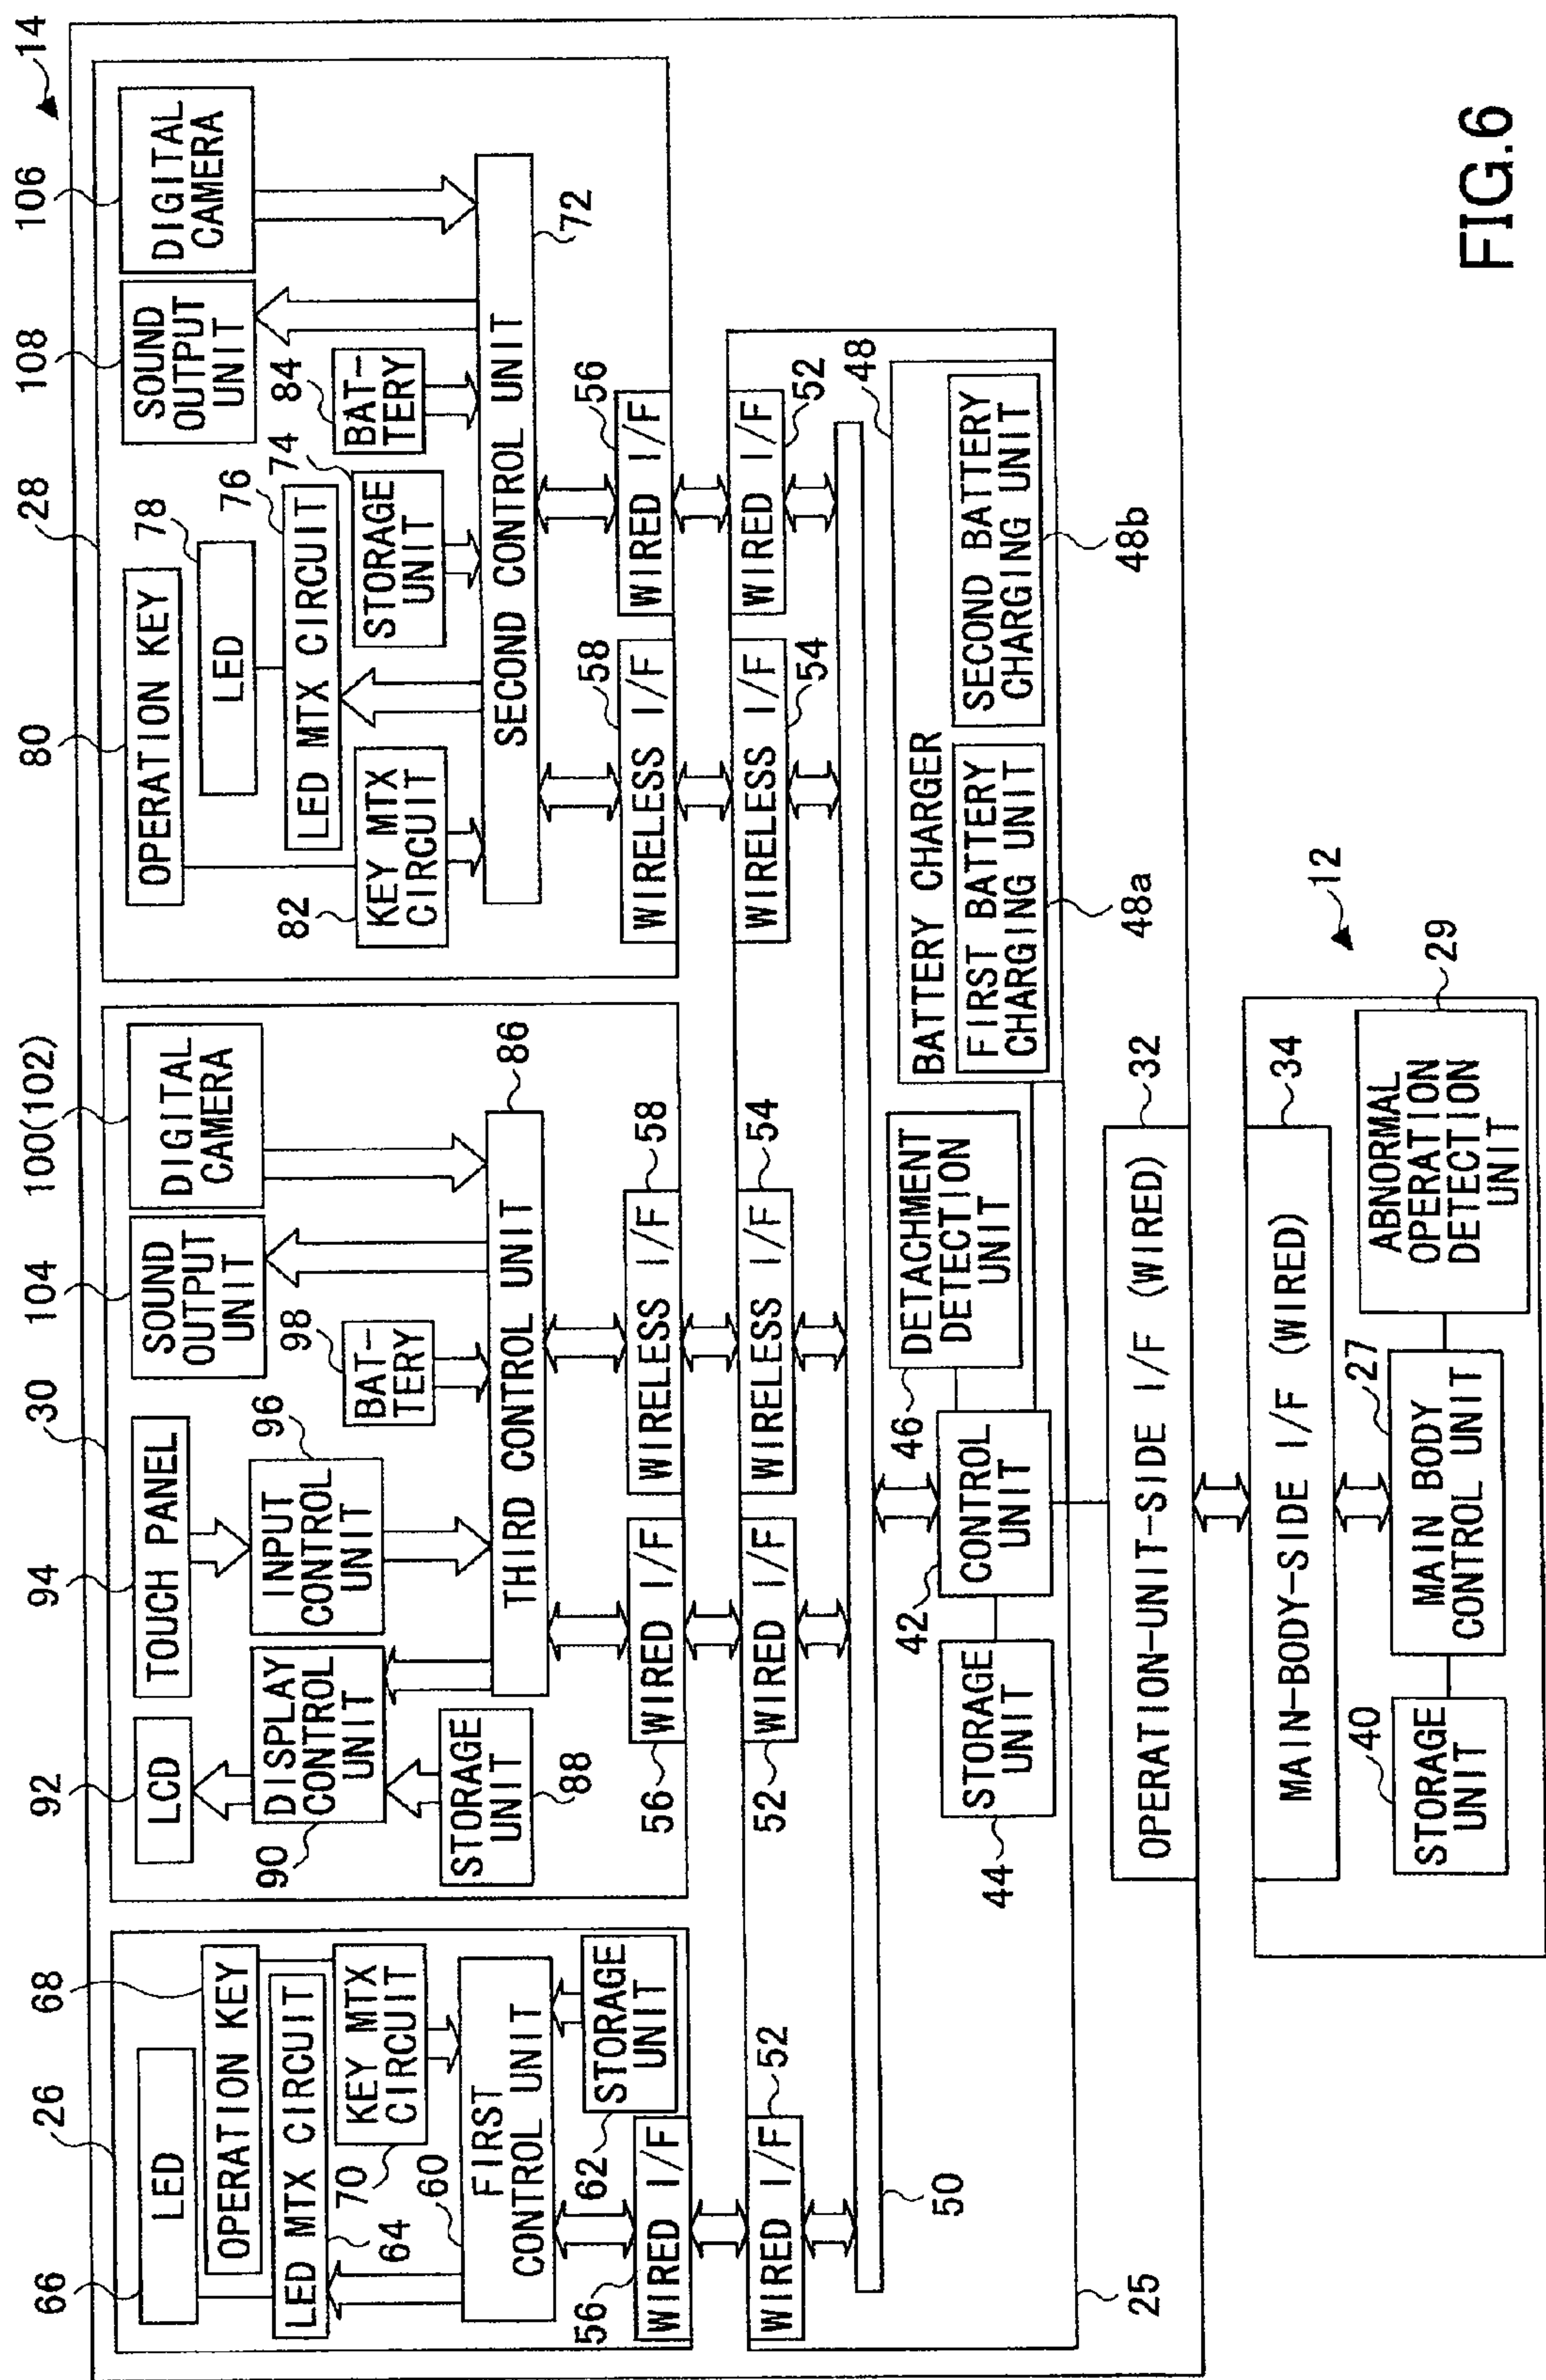 14
26
66
LED
68
OPERATION KEY
LED MTX CIRCUIT
64
KEY MTX
CIRCUIT
70
60
FIRST
CONTROL UNIT
STORAGE
UNIT
62
56
WIRED I/F
30
92
LCD
94
TOUCH PANEL
104
SOUND
OUTPUT
UNIT
100(102)
DIGITAL
CAMERA
90
DISPLAY
CONTROL
UNIT
96
INPUT
CONTROL
UNIT
98
BAT-
TERY
STORAGE
UNIT
88
THIRD CONTROL UNIT
86
56
WIRED I/F
WIRELESS I/F
58
28
80
OPERATION KEY
78
LED
76
LED MTX CIRCUIT
108
SOUND
OUTPUT
UNIT
106
DIGITAL
CAMERA
82
KEY MTX
CIRCUIT
74
STORAGE
UNIT
84
BAT-
TERY
SECOND CONTROL UNIT
72
58
WIRELESS I/F
56
WIRED I/F
WIRED I/F
52
52
WIRED I/F
WIRELESS I/F
54
WIRELESS I/F
54
WIRED I/F
52
50
25
44
STORAGE
UNIT
42
CONTROL
UNIT
46
DETACHMENT
DETECTION
UNIT
48
BATTERY CHARGER
FIRST BATTERY
CHARGING UNIT
48a
SECOND BATTERY
CHARGING UNIT
48b
OPERATION-UNIT-SIDE I/F (WIRED)
32
12
MAIN-BODY-SIDE I/F (WIRED)
34
40
STORAGE
UNIT
27
MAIN BODY
CONTROL UNIT
ABNORMAL
OPERATION
DETECTION
UNIT
29
FIG.6